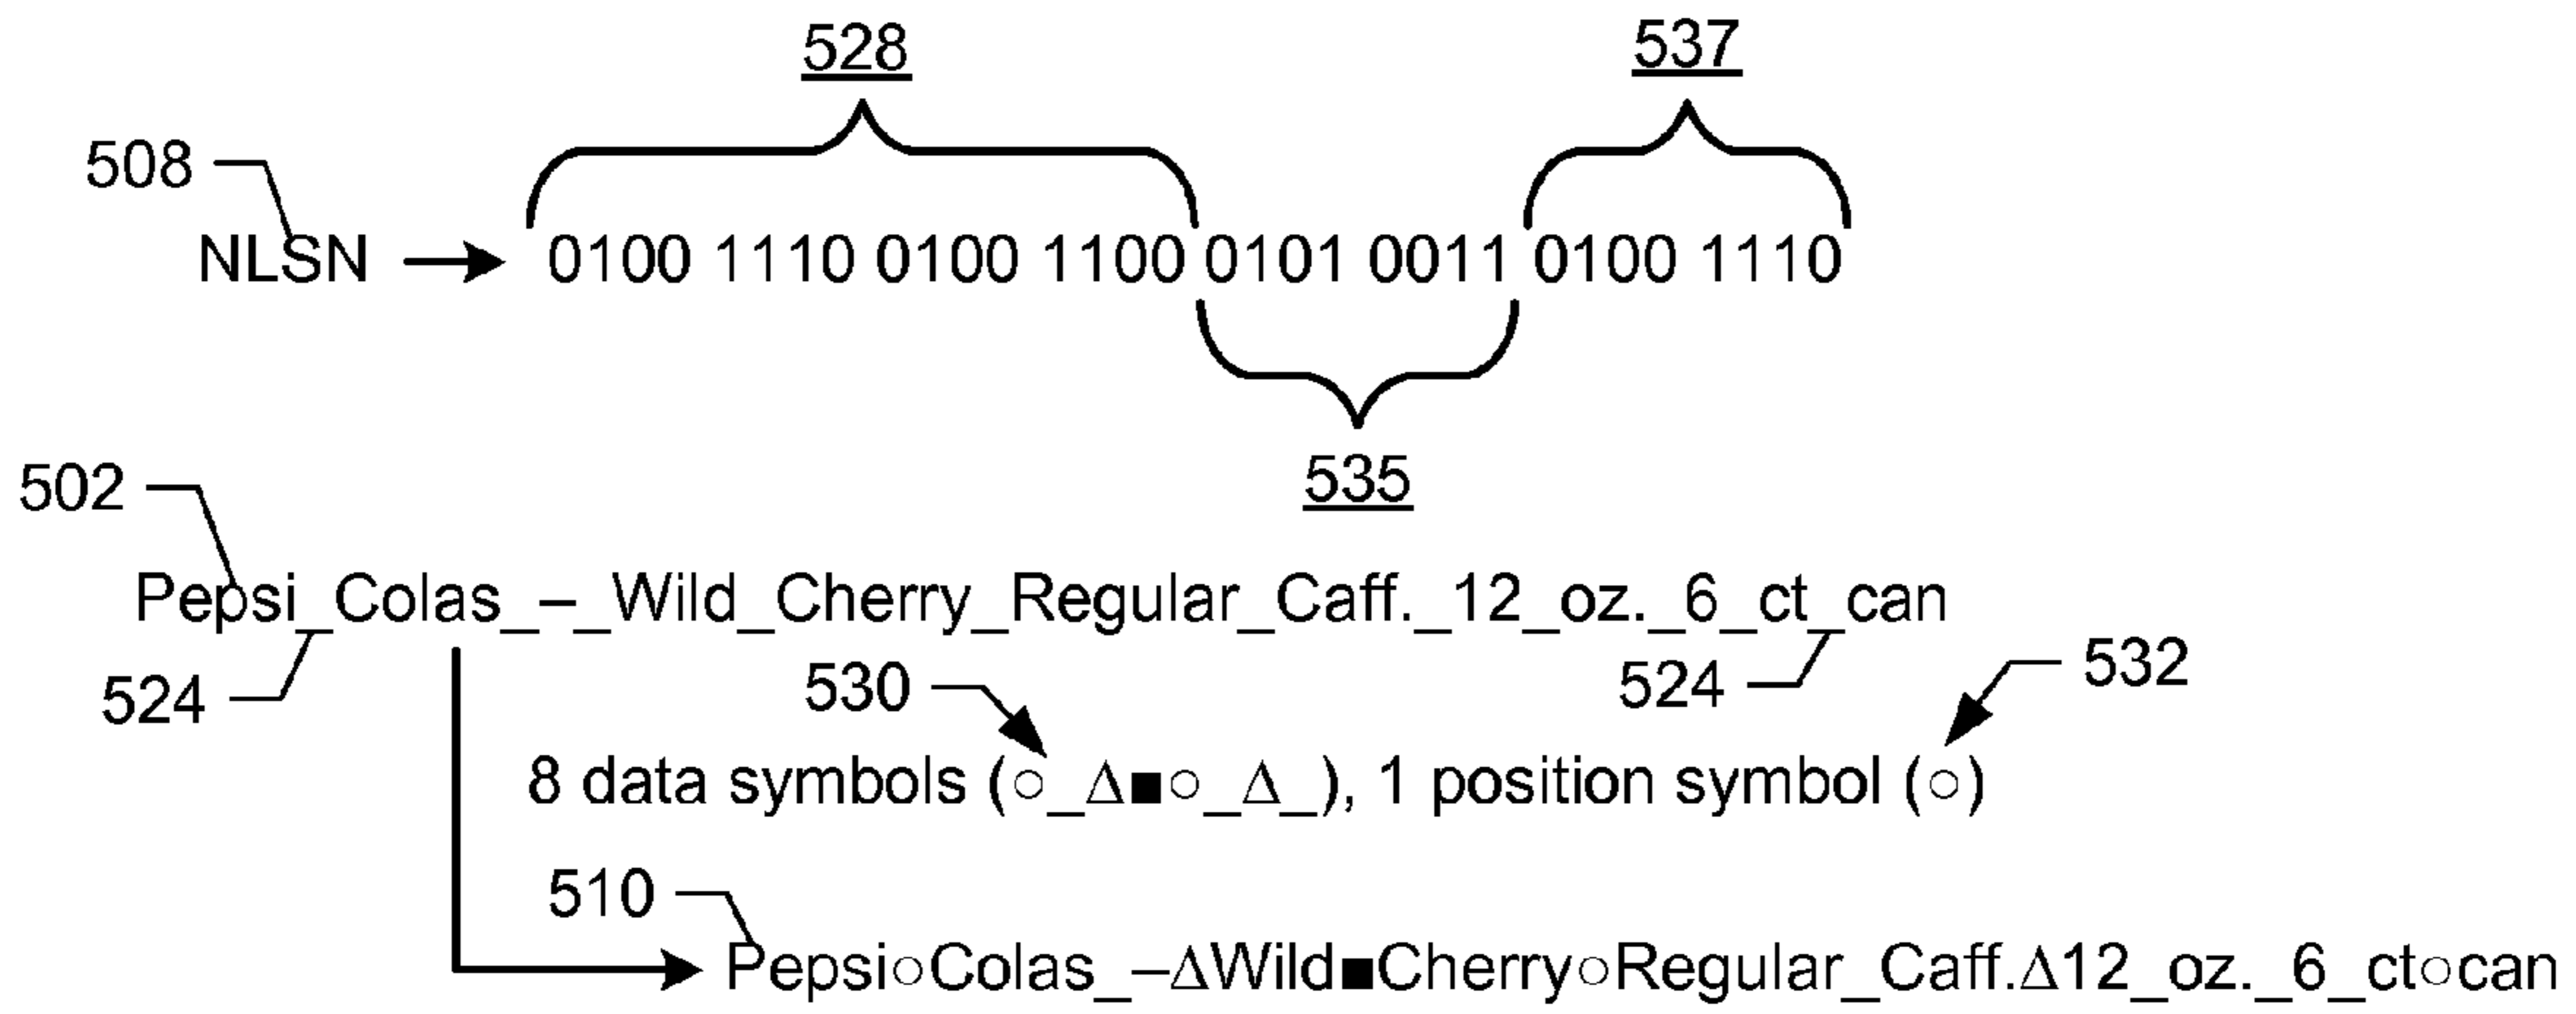 528 537
508
NLSN → 0100 1110 0100 1100 0101 0011 0100 1110
535
502
Pepsi_Colas_–_Wild_Cherry_Regular_Caff._12_oz._6_ct_can
524 530 524 532
8 data symbols (○_Δ■○_Δ_), 1 position symbol (○)
510
Pepsi○Colas_–ΔWild■Cherry○Regular_Caff.Δ12_oz._6_ct○can